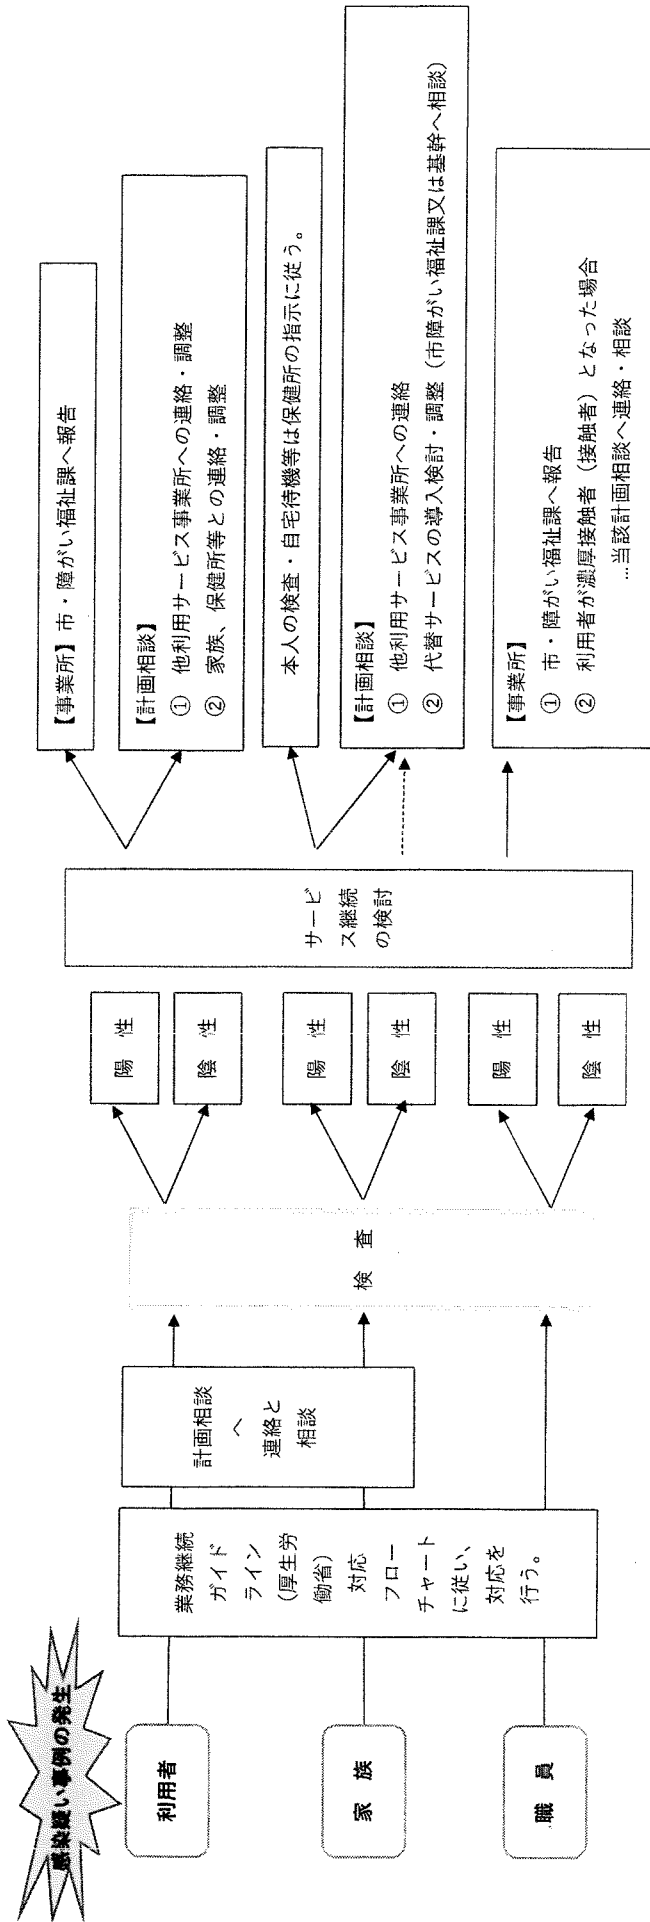 感染疑い事例の発生
利用者
家 族
職 員
業務継続
ガイド
ライン
(厚生労
働省)
対応
フロー
チャート
に従い、
対応を
行う。
計画相談
へ
連絡と
相談
検 査
陽 性
陰 性
陽 性
陰 性
陽 性
陰 性
サービ
ス継続
の検討
【事業所】市・障がい福祉課へ報告
【計画相談】
① 他利用サービス事業所への連絡・調整
② 家族、保健所等との連絡・調整
本人の検査・自宅待機等は保健所の指示に従う。
【計画相談】
① 他利用サービス事業所への連絡
② 代替サービスの導入検討・調整（市障がい福祉課又は基幹へ相談）
【事業所】
① 市・障がい福祉課へ報告
② 利用者が濃厚接触者（接触者）となった場合
…当該計画相談へ連絡・相談